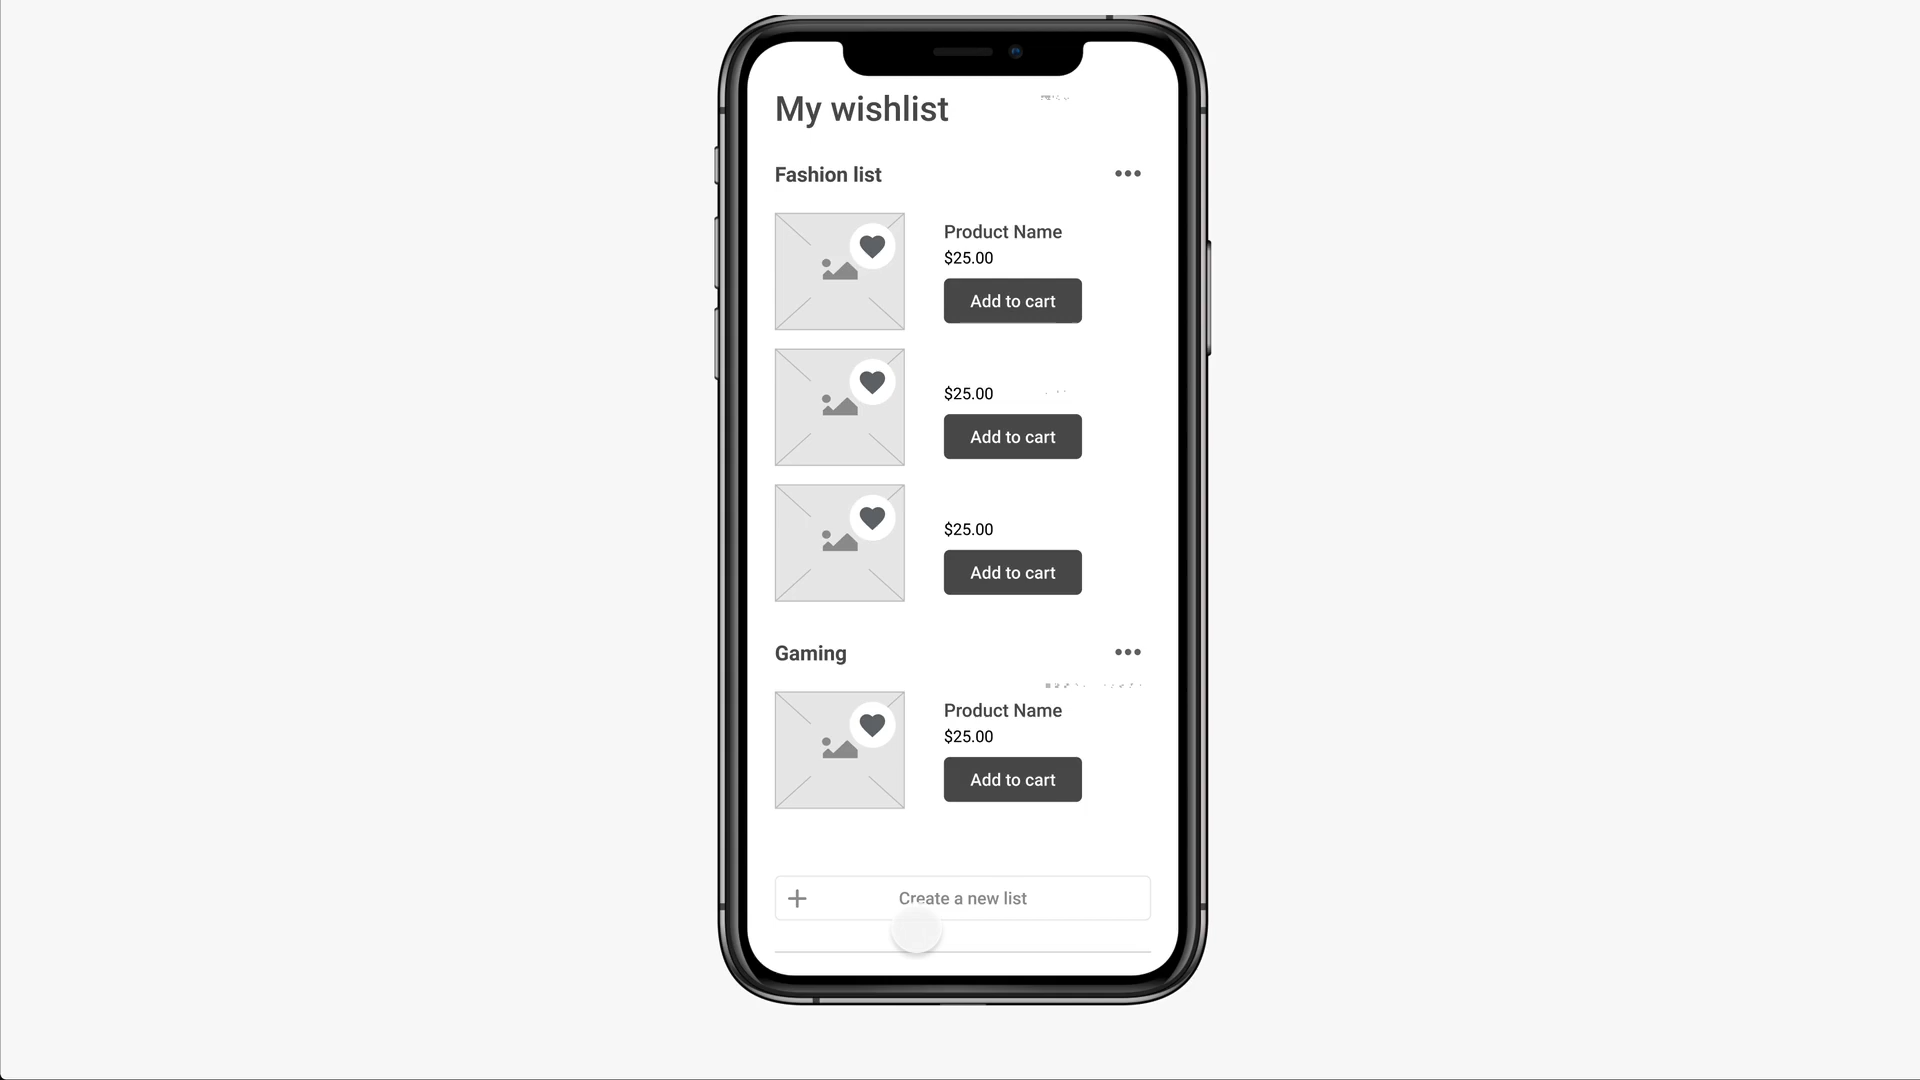 My wishlist
Fashion list
Product Name
$25.00
Add to cart
$25.00
Add to cart
$25.00
Add to cart
Gaming
Product Name
$25.00
Add to cart
Create a new list